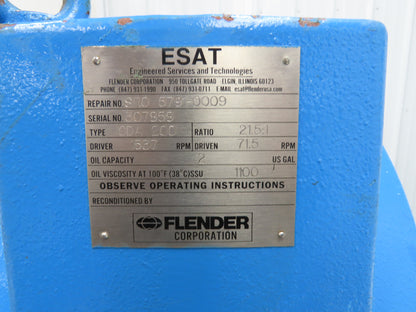 ESAT
Engineered Services and Technologies
FLENDER CORPORATION 950 TOLLGATE ROAD ELGIN, ILLINOIS 60123
PHONE (847) 931-1990 FAX (847) 931-0711 E MAIL esat@flenderusa.com
REPAIR NO.
SERIAL NO.
TYPE RATIO 21.5:1
DRIVER RPM DRIVEN 71.5 RPM
OIL CAPACITY 2 US GAL
OIL VISCOSITY AT 100°F (38°C)SSU 1100
OBSERVE OPERATING INSTRUCTIONS
RECONDITIONED BY
FLENDER
CORPORATION